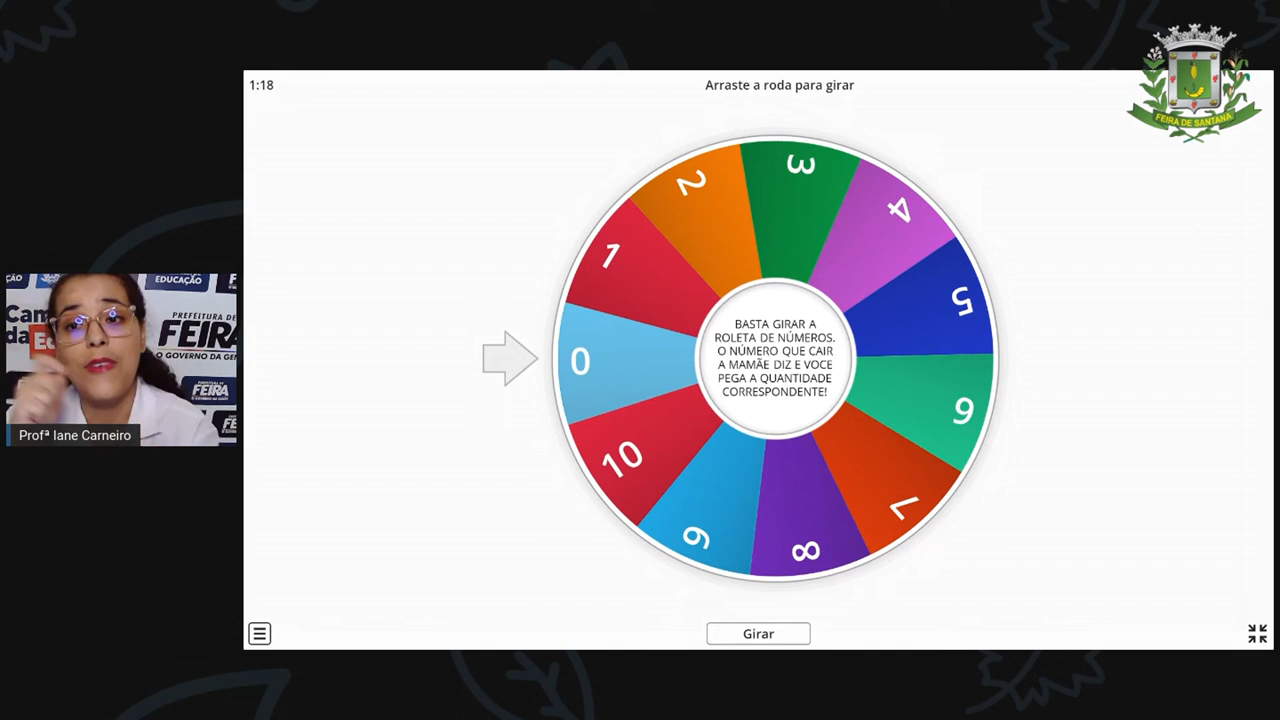 1:18
Arraste a roda para girar
FEIRA DE SANTANA
0
1
2
3
4
5
6
7
8
9
10
BASTA GIRAR A
ROLETA DE NÚMEROS.
O NÚMERO QUE CAIR
A MAMÃE DIZ E VOCE
PEGA A QUANTIDADE
CORRESPONDENTE!
EDUCAÇÃO
PREFEITURA DE
FEIRA
O GOVERNO DA
FEIRA
Profª Iane Carneiro
Girar